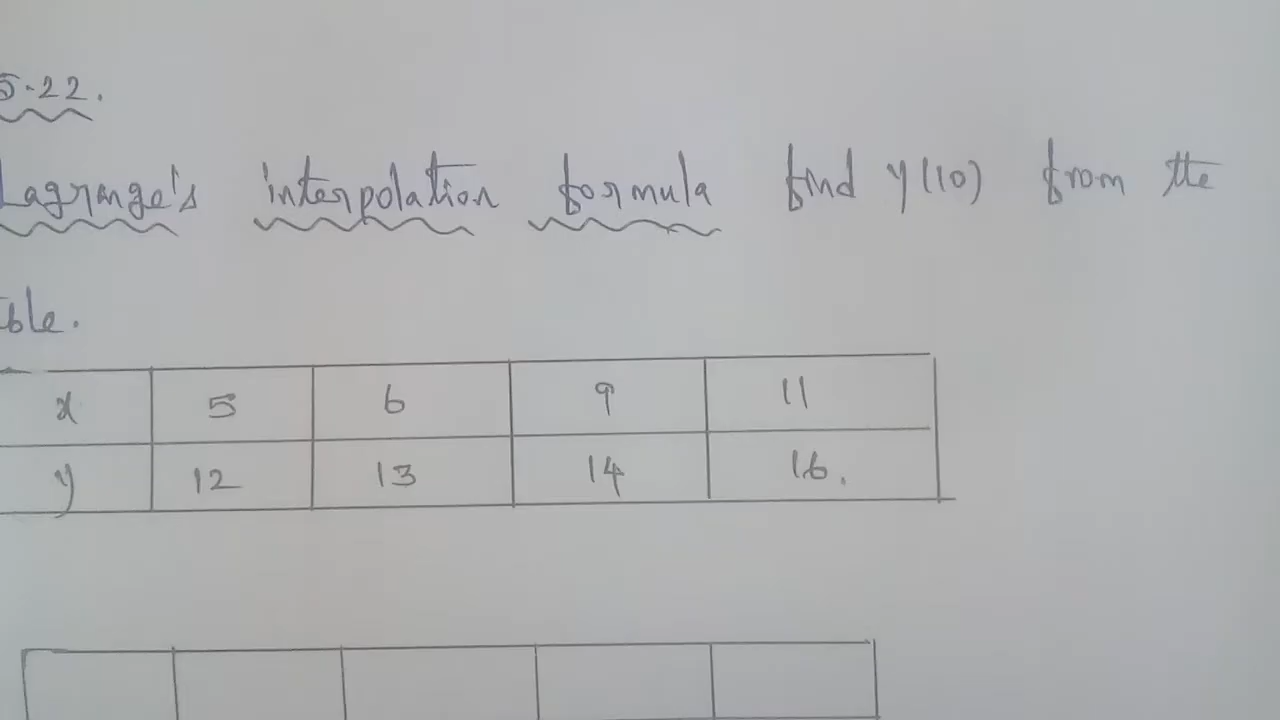 5.22.
Lagrange's interpolation formula find y(10) from the
ble.
x 5 6 9 11
y 12 13 14 16.